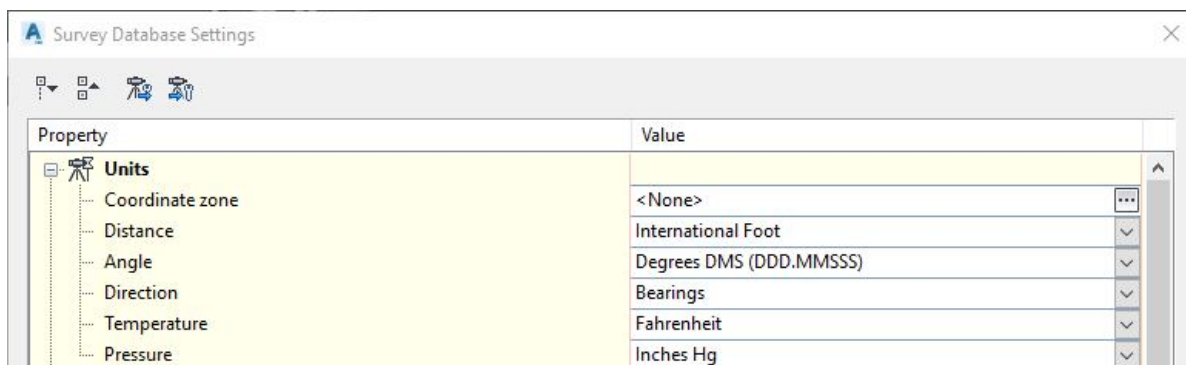 Survey Database Settings
Property Value
Units
Coordinate zone <None>
Distance International Foot
Angle Degrees DMS (DDD.MMSSS)
Direction Bearings
Temperature Fahrenheit
Pressure Inches Hg